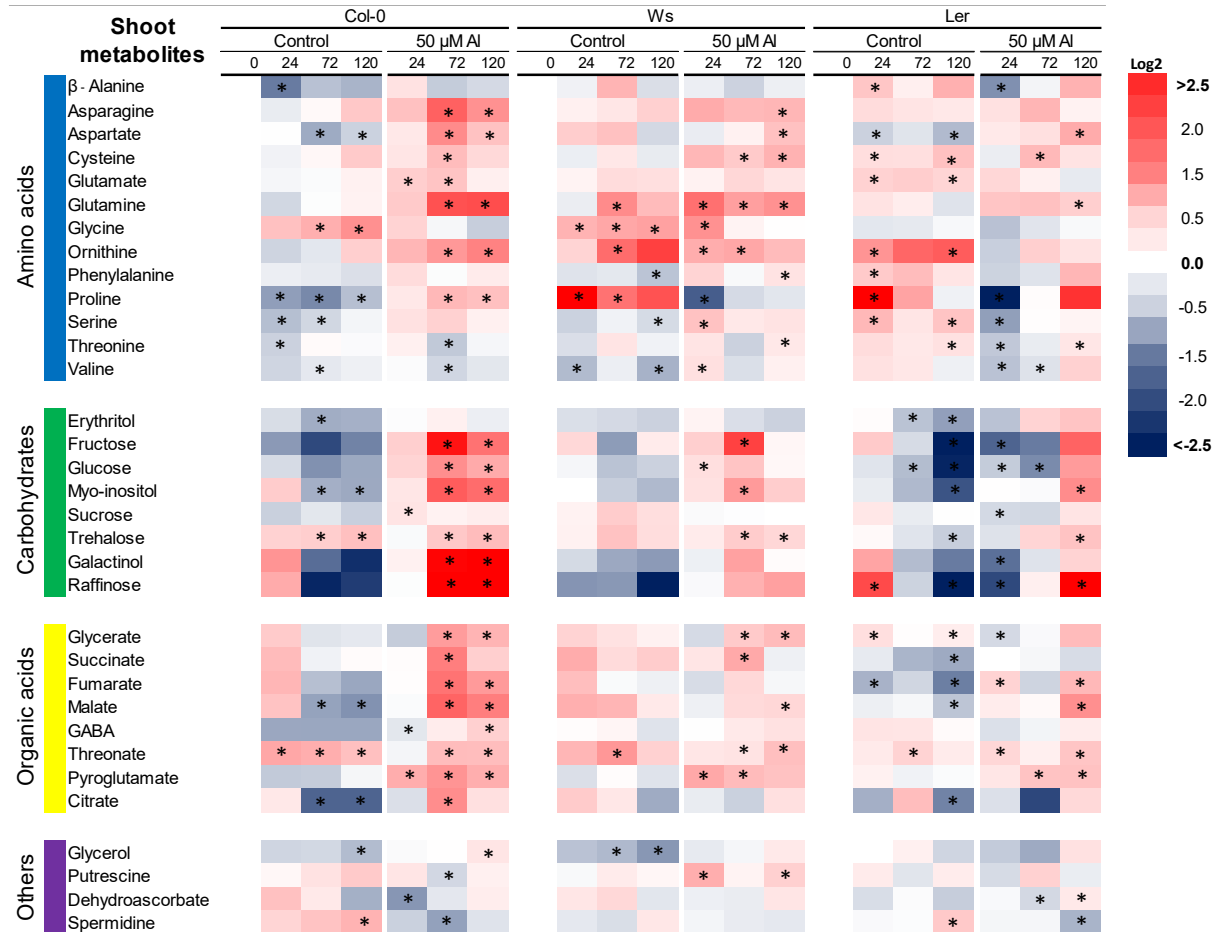 Shoot metabolites
Col-0 Ws Ler
Control 50 µM Al Control 50 µM Al Control 50 µM Al
0 24 72 120 24 72 120 0 24 72 120 24 72 120 0 24 72 120 24 72 120
Log2
>2.5
2.0
1.5
0.5
0.0
-0.5
-1.5
-2.0
<-2.5
Amino acids
β-Alanine
Asparagine
Aspartate
Cysteine
Glutamate
Glutamine
Glycine
Ornithine
Phenylalanine
Proline
Serine
Threonine
Valine
Carbohydrates
Erythritol
Fructose
Glucose
Myo-inositol
Sucrose
Trehalose
Galactinol
Raffinose
Organic acids
Glycerate
Succinate
Fumarate
Malate
GABA
Threonate
Pyroglutamate
Citrate
Others
Glycerol
Putrescine
Dehydroascorbate
Spermidine